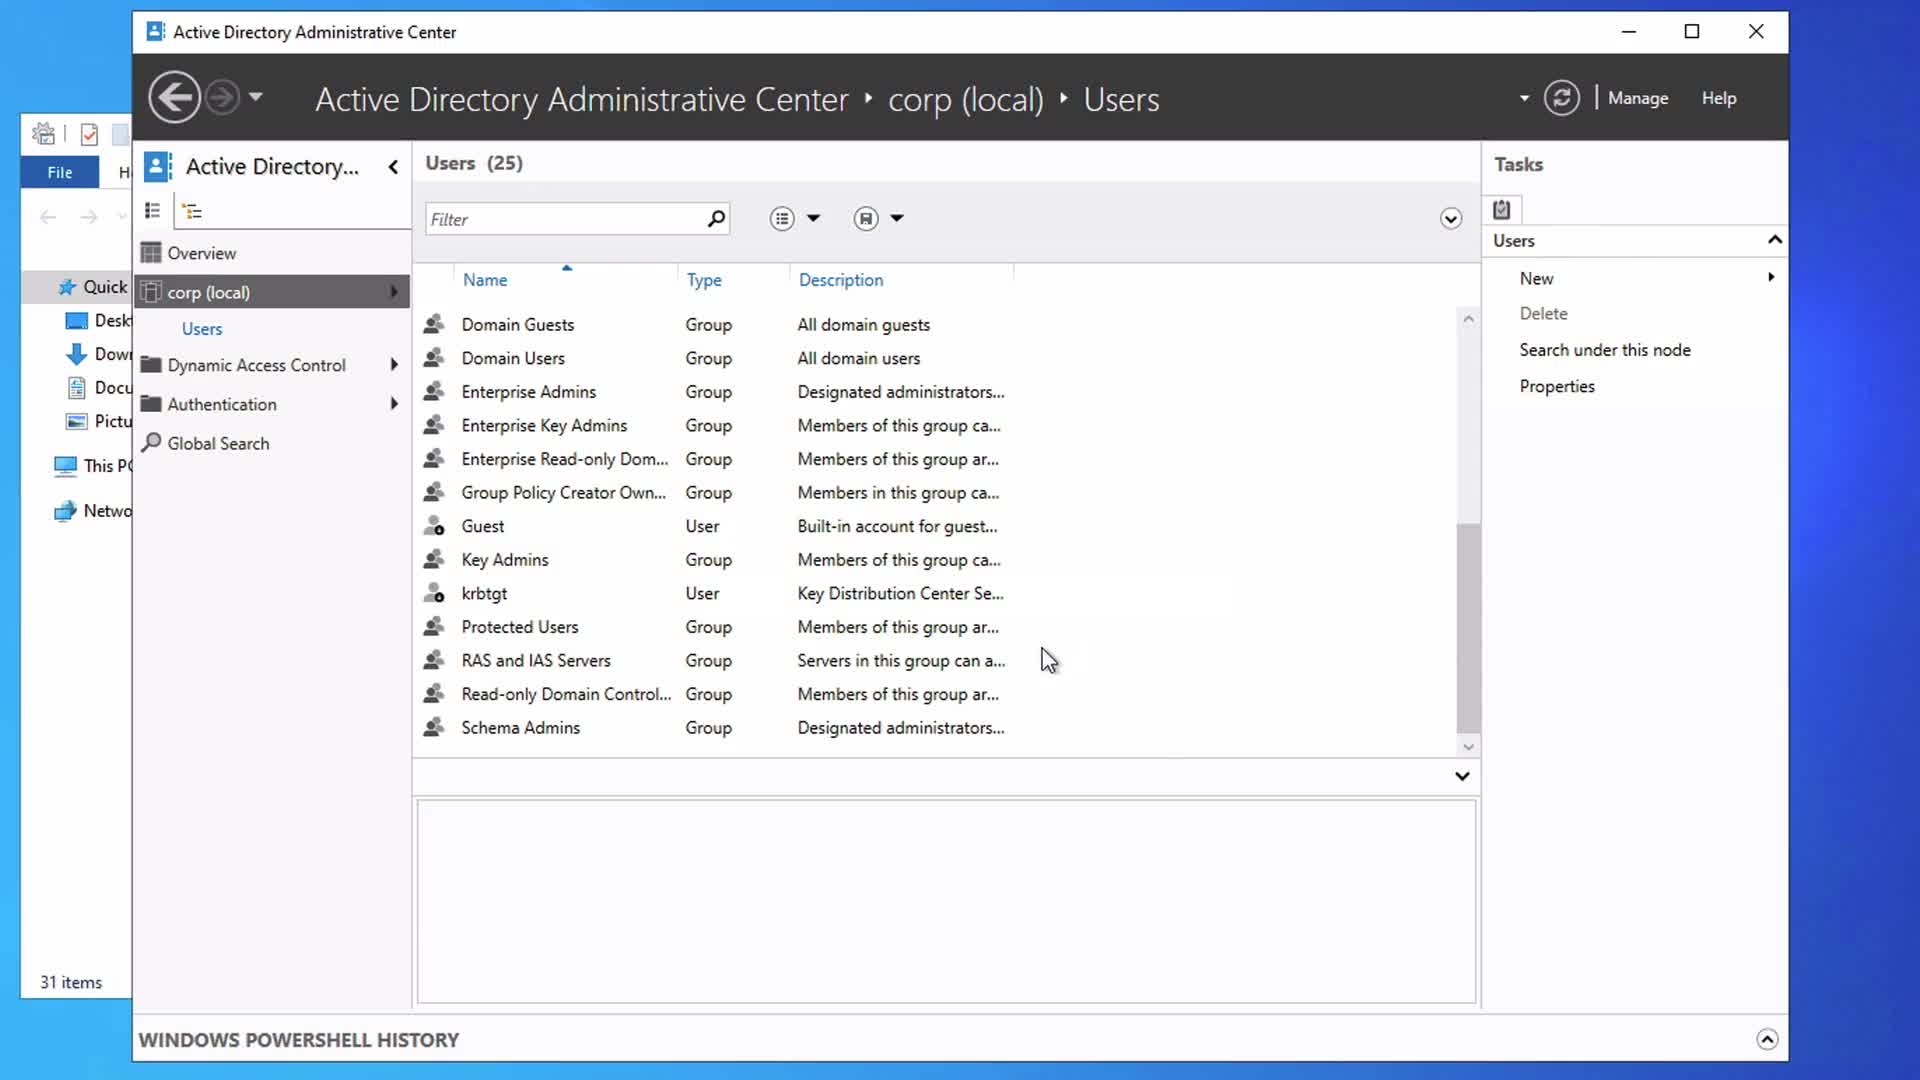 Active Directory Administrative Center
Active Directory Administrative Center corp (local) Users
Manage Help
File
Quick
This
31 items
Active Directory...
Overview
corp (local)
Users
Dynamic Access Control
Authentication
Global Search
Users (25)
Filter
Name Type Description
Domain Guests Group All domain guests
Domain Users Group All domain users
Enterprise Admins Group Designated administrators...
Enterprise Key Admins Group Members of this group ca...
Enterprise Read-only Dom... Group Members of this group ar...
Group Policy Creator Own... Group Members in this group ca...
Guest User Built-in account for guest...
Key Admins Group Members of this group ca...
krbtgt User Key Distribution Center Se...
Protected Users Group Members of this group ar...
RAS and IAS Servers Group Servers in this group can a...
Read-only Domain Control... Group Members of this group ar...
Schema Admins Group Designated administrators...
Tasks
Users
New
Delete
Search under this node
Properties
WINDOWS POWERSHELL HISTORY